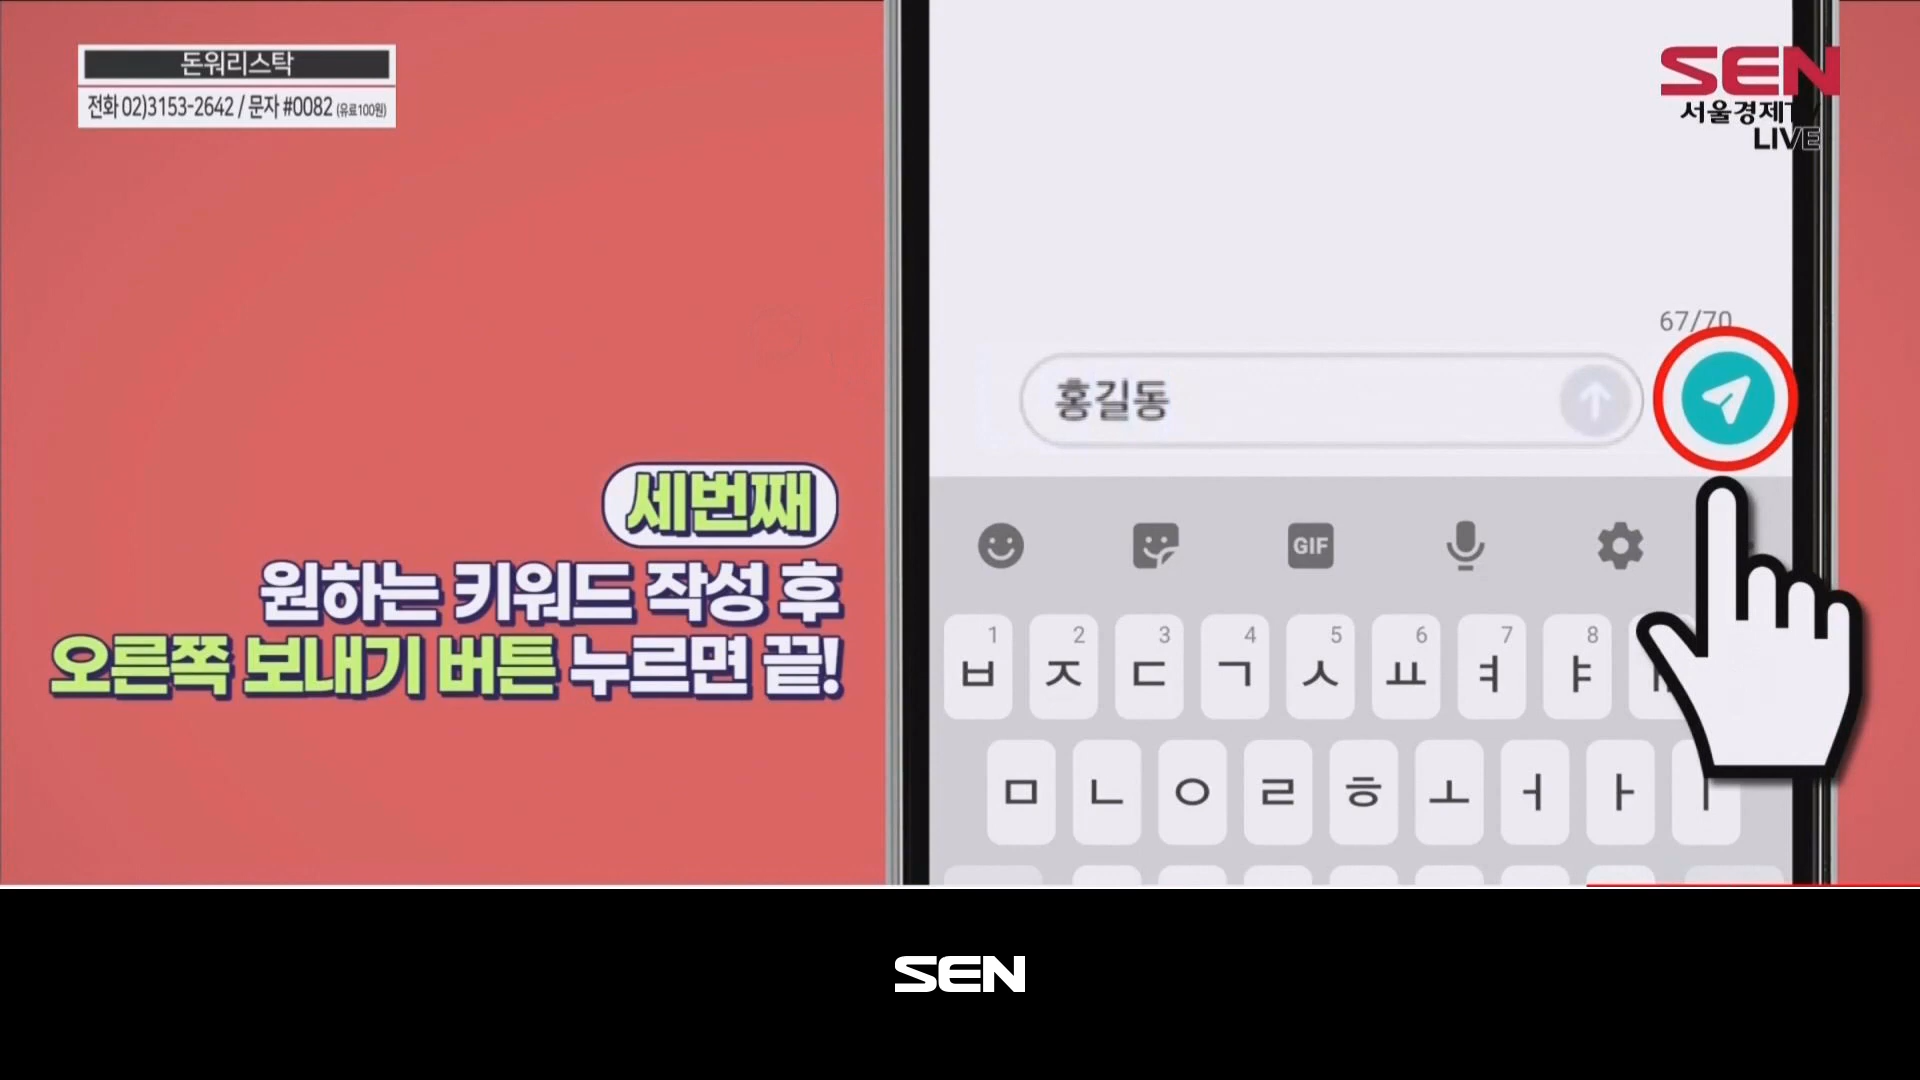 돈워리스탁
전화 02)3153-2642 / 문자 #0082 (유료100원)
SEN
서울경제TV
LIVE
67/70
홍길동
세번째
원하는 키워드 작성 후
오른쪽 보내기 버튼 누르면 끝!
GIF
1 2 3 4 5 6 7 8
ㅂ ㅈ ㄷ ㄱ ㅅ ㅛ ㅕ ㅑ
ㅁ ㄴ ㅇ ㄹ ㅎ ㅗ ㅓ ㅏ ㅣ
SEN